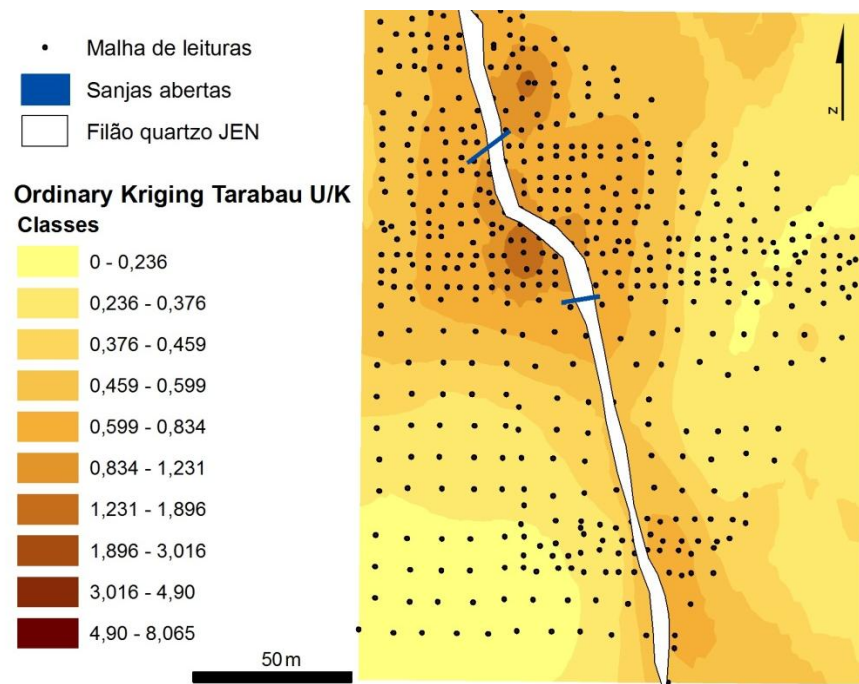 Malha de leituras
Sanjas abertas
Filão quartzo JEN
Ordinary Kriging Tarabau U/K
Classes
0 - 0,236
0,236 - 0,376
0,376 - 0,459
0,459 - 0,599
0,599 - 0,834
0,834 - 1,231
1,231 - 1,896
1,896 - 3,016
3,016 - 4,90
4,90 - 8,065
50 m
N